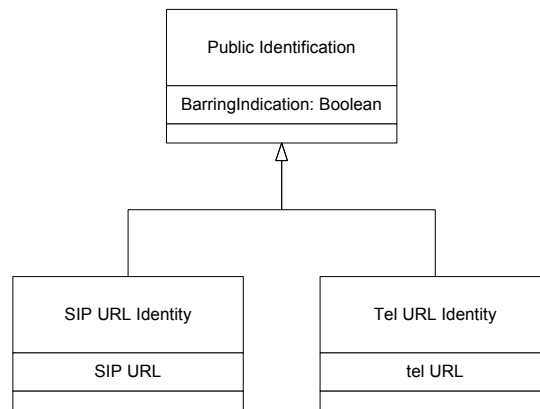 Public Identification
BarringIndication: Boolean
SIP URL Identity
Tel URL Identity
SIP URL
tel URL